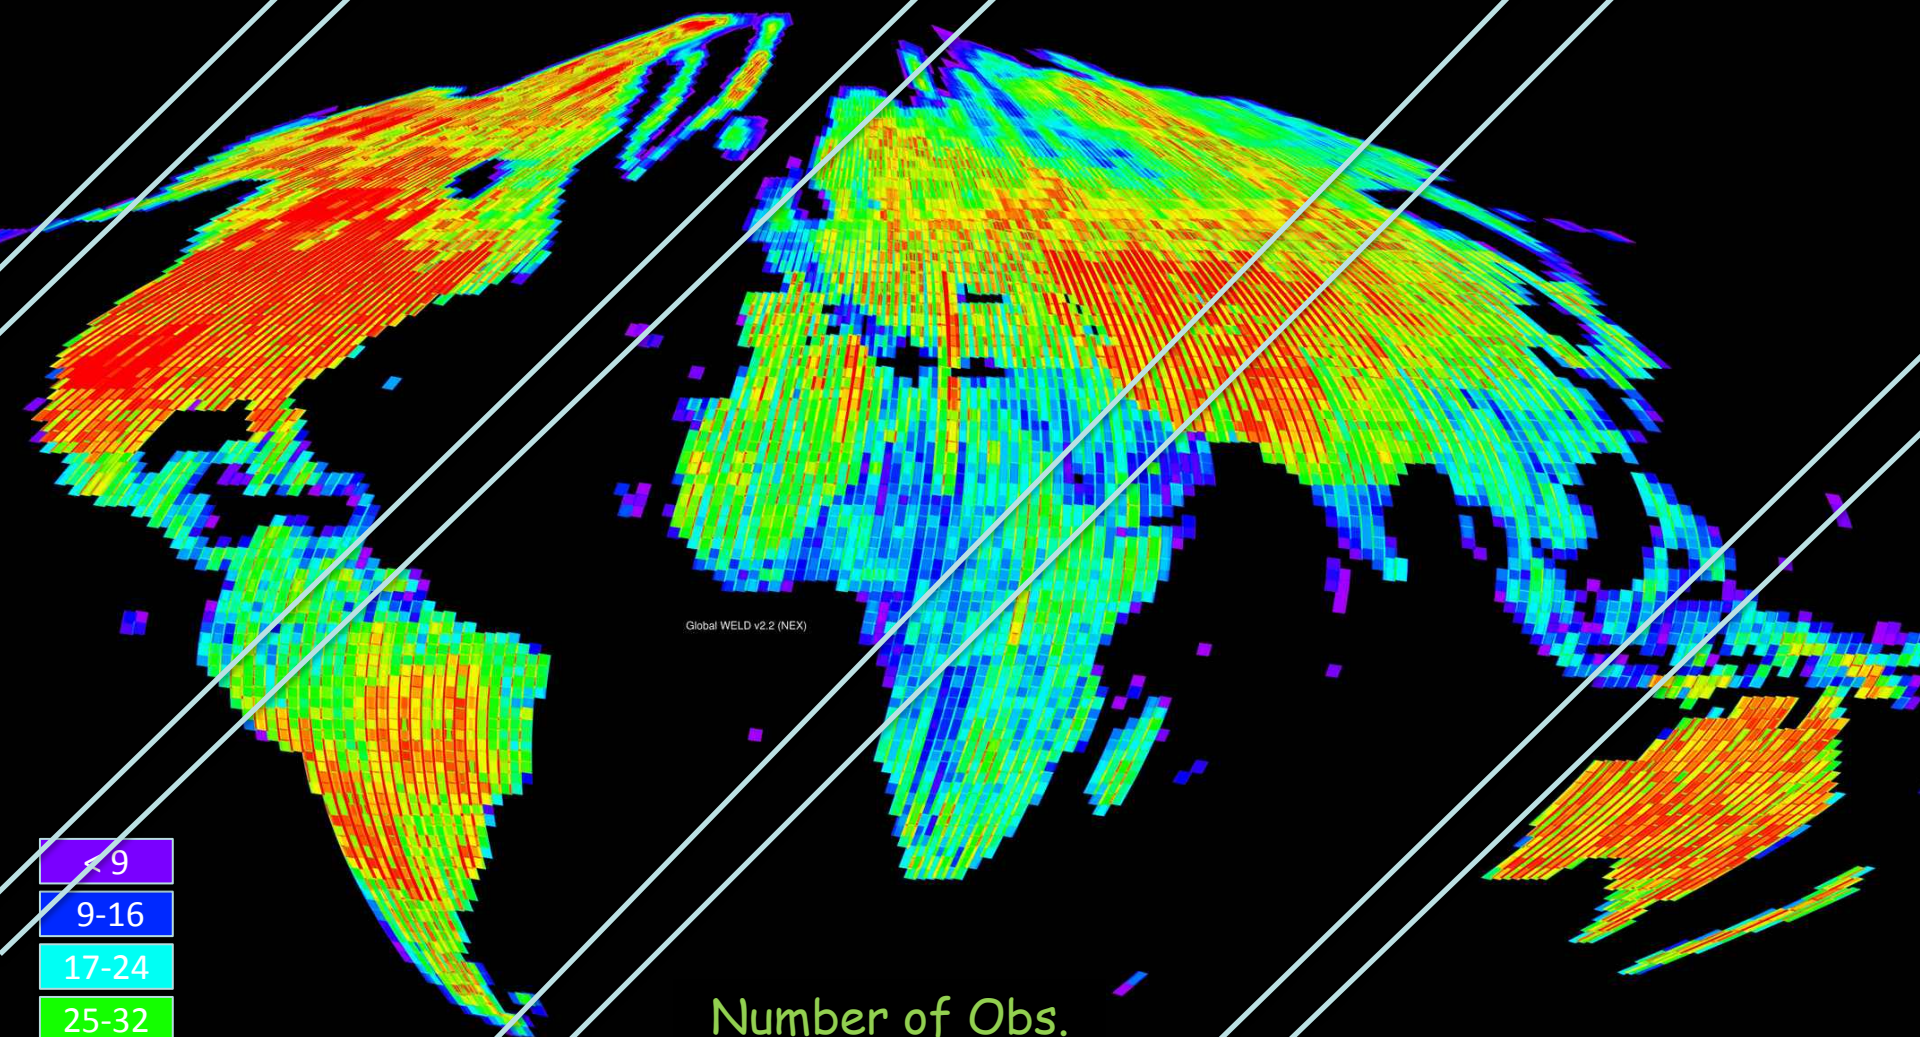 Global WELD v2.2 (NEX)
< 9
9-16
17-24
25-32
Number of Obs.